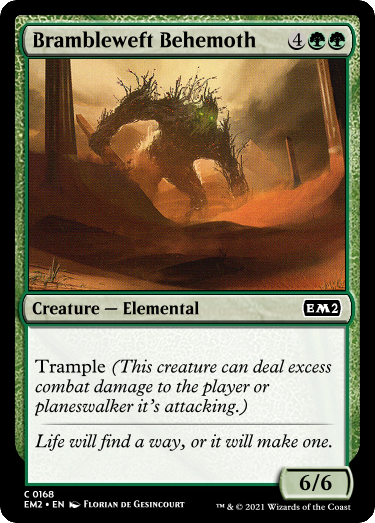 Brambleweft Behemoth 4
Creature — Elemental EM2
Trample (This creature can deal excess
combat damage to the player or
planeswalker it's attacking.)
Life will find a way, or it will make one.
6/6
C 0168
EM2 • EN Florian de Gesincourt
™ & © 2021 Wizards of the Coast